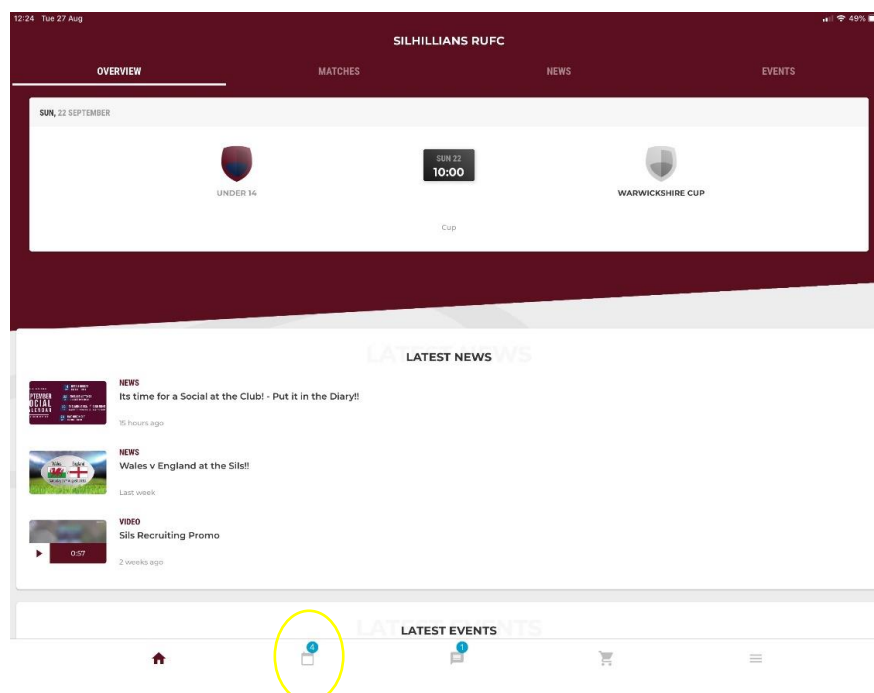 12:24 Tue 27 Aug 49%
SILHILLIANS RUFC
OVERVIEW MATCHES NEWS EVENTS
SUN, 22 SEPTEMBER
SUN 22
10:00
UNDER 14 WARWICKSHIRE CUP
Cup
LATEST NEWS
NEWS
Its time for a Social at the Club! - Put it in the Diary!!
15 hours ago
NEWS
Wales v England at the Sils!!
Last week
VIDEO
Sils Recruiting Promo
0:57
2 weeks ago
LATEST EVENTS
4 1